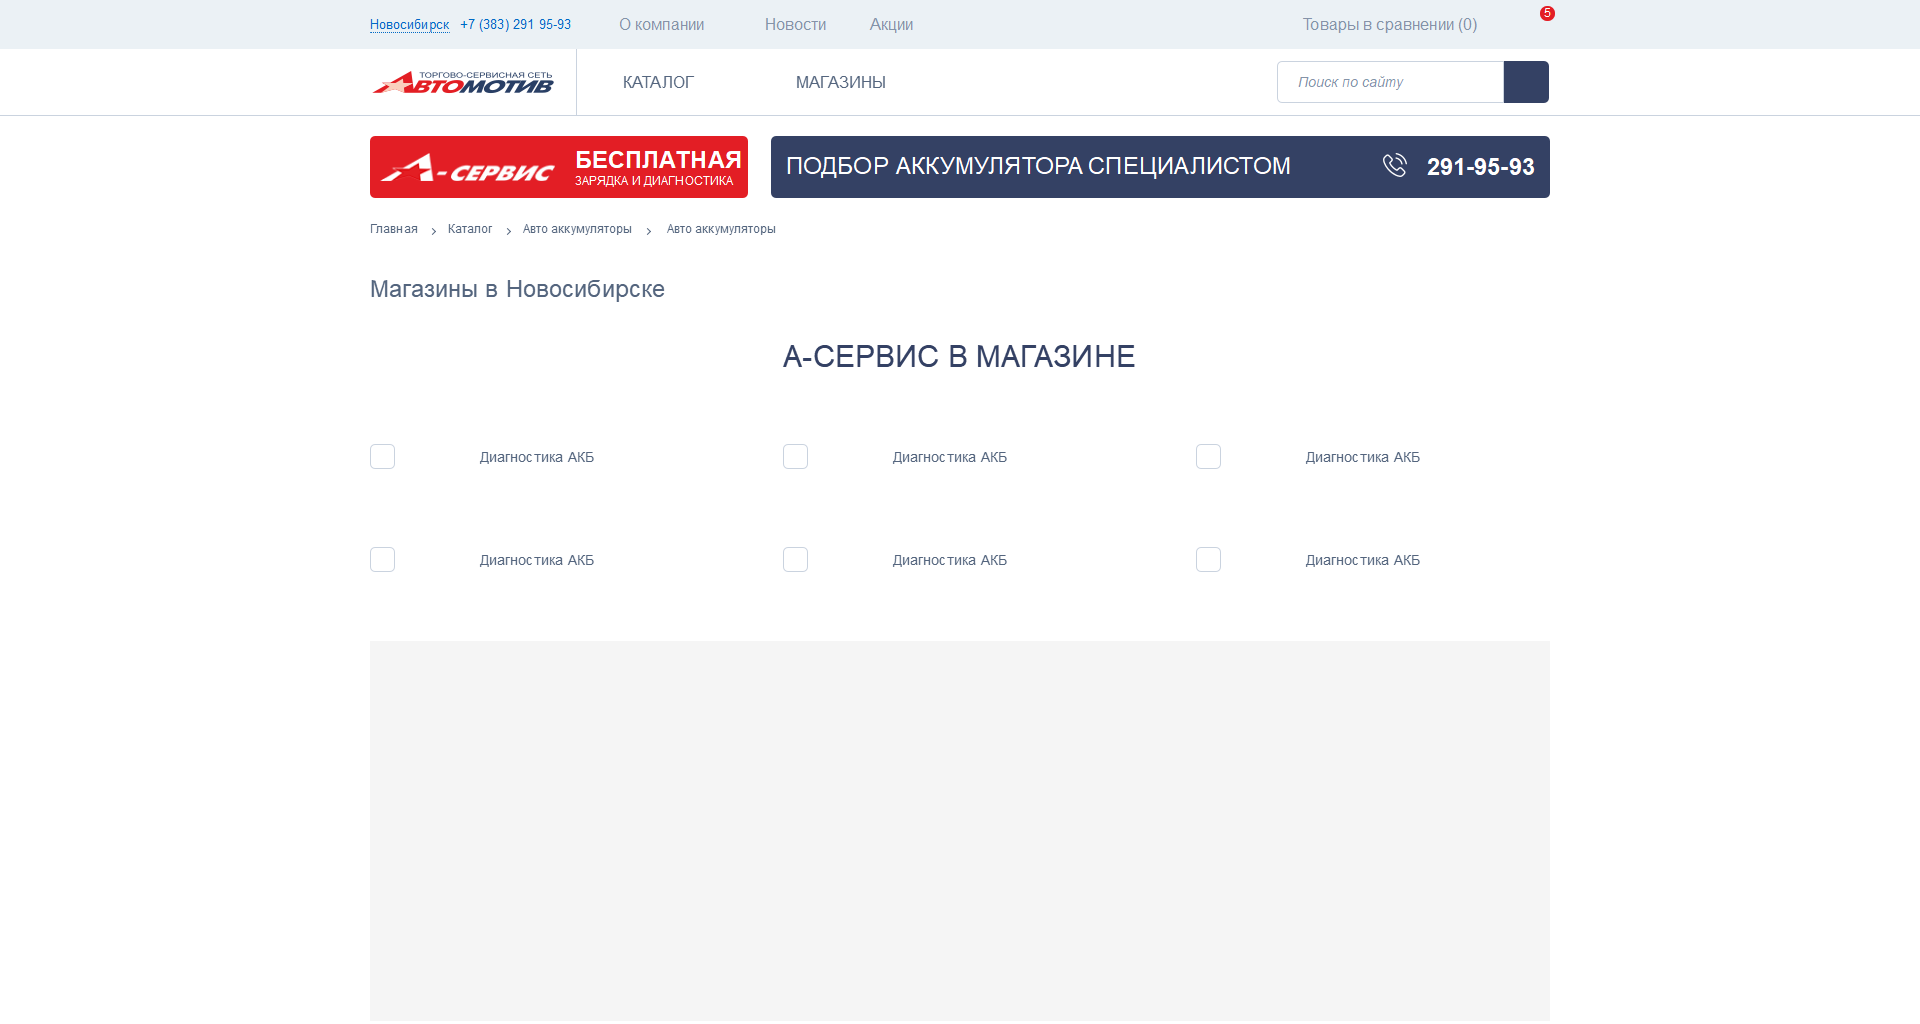 Новосибирск +7 (383) 291 95-93 О компании Новости Акции Товары в сравнении (0) 5
ТОРГОВО-СЕРВИСНАЯ СЕТЬ
АВТОМОТИВ
КАТАЛОГ МАГАЗИНЫ Поиск по сайту
А-СЕРВИС БЕСПЛАТНАЯ
ЗАРЯДКА И ДИАГНОСТИКА
ПОДБОР АККУМУЛЯТОРА СПЕЦИАЛИСТОМ 291-95-93
Главная Каталог Авто аккумуляторы Авто аккумуляторы
Магазины в Новосибирске
А-СЕРВИС В МАГАЗИНЕ
Диагностика АКБ Диагностика АКБ Диагностика АКБ
Диагностика АКБ Диагностика АКБ Диагностика АКБ